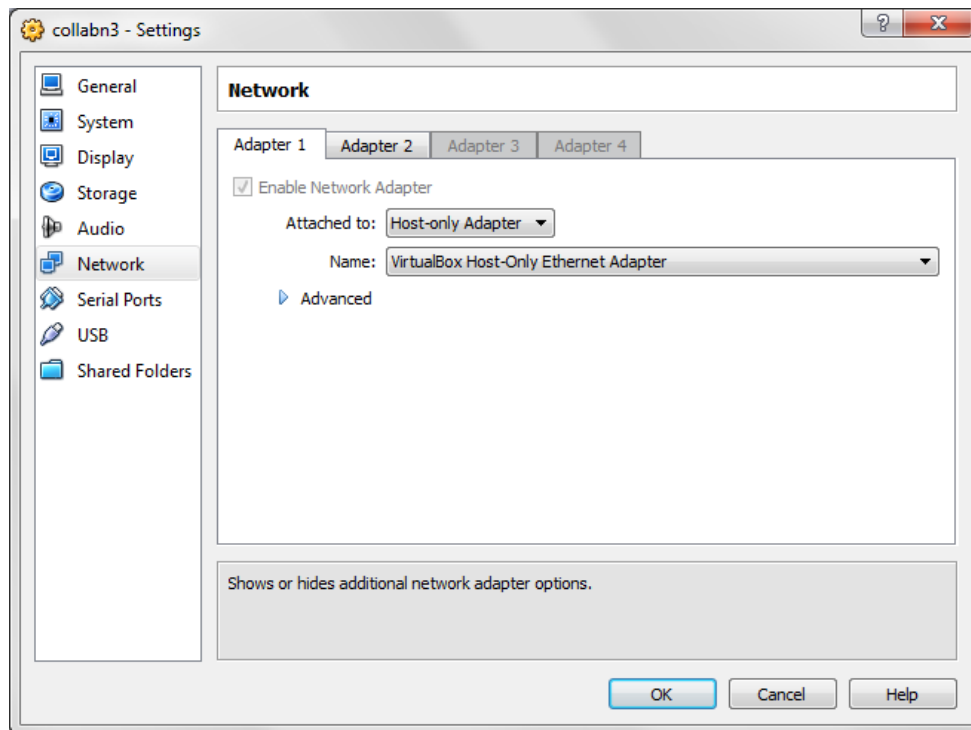 collabn3 - Settings
General
System
Display
Storage
Audio
Network
Serial Ports
USB
Shared Folders
Network
Adapter 1 Adapter 2 Adapter 3 Adapter 4
Enable Network Adapter
Attached to: Host-only Adapter
Name: VirtualBox Host-Only Ethernet Adapter
Advanced
Shows or hides additional network adapter options.
OK Cancel Help